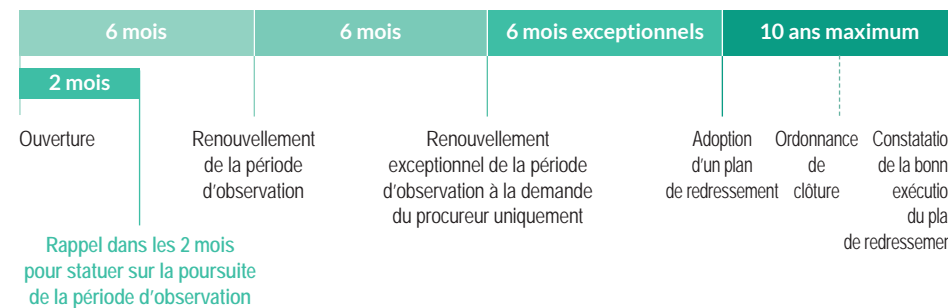 6 mois
6 mois
6 mois exceptionnels
10 ans maximum
2 mois
Ouverture
Renouvellement
de la période
d'observation
Renouvellement
exceptionnel de la période
d'observation à la demande
du procureur uniquement
Adoption
d'un plan
de redressement
Ordonnance
de
clôture
Constatatio
de la bonn
exécutio
du pla
de redressemer
Rappel dans les 2 mois
pour statuer sur la poursuite
de la période d'observation